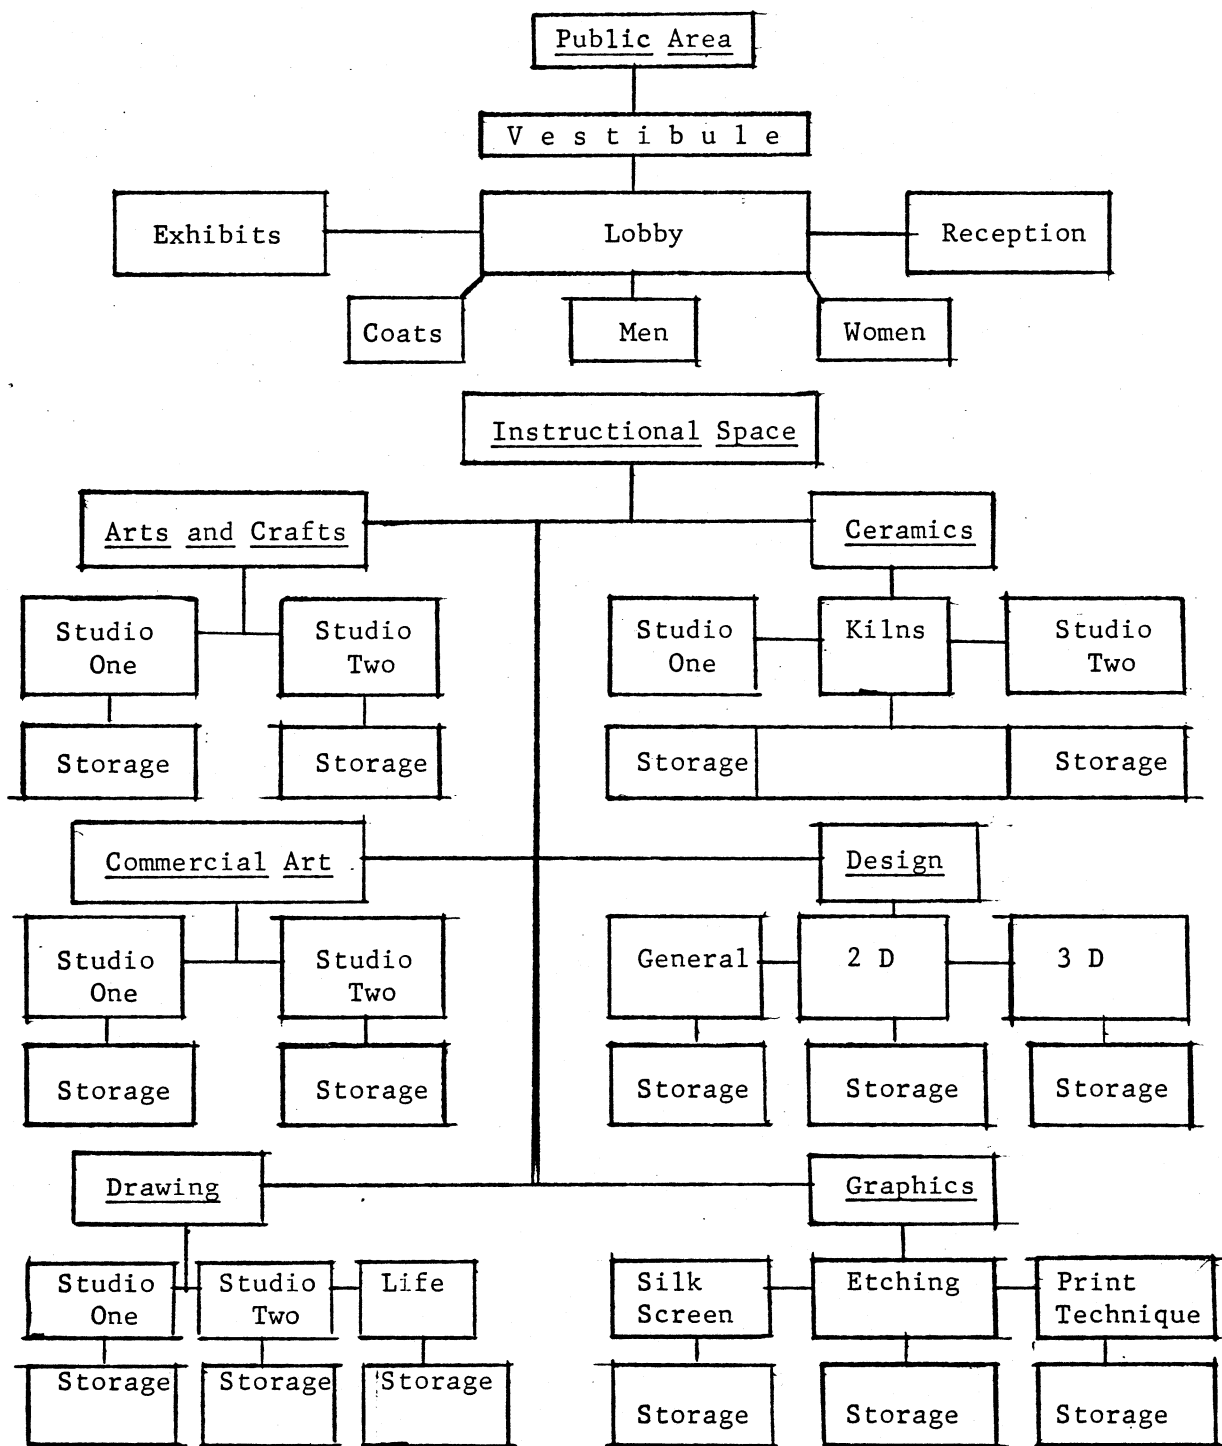 Public Area
Vestibule
Exhibits
Lobby
Reception
Coats
Men
Women
Instructional Space
Arts and Crafts
Ceramics
Studio
One
Studio
Two
Studio
One
Kilns
Studio
Two
Storage
Storage
Storage
Storage
Commercial Art
Design
Studio
One
Studio
Two
General
2 D
3 D
Storage
Storage
Storage
Storage
Storage
Drawing
Graphics
Studio
One
Studio
Two
Life
Silk
Screen
Etching
Print
Technique
Storage
Storage
Storage
Storage
Storage
Storage